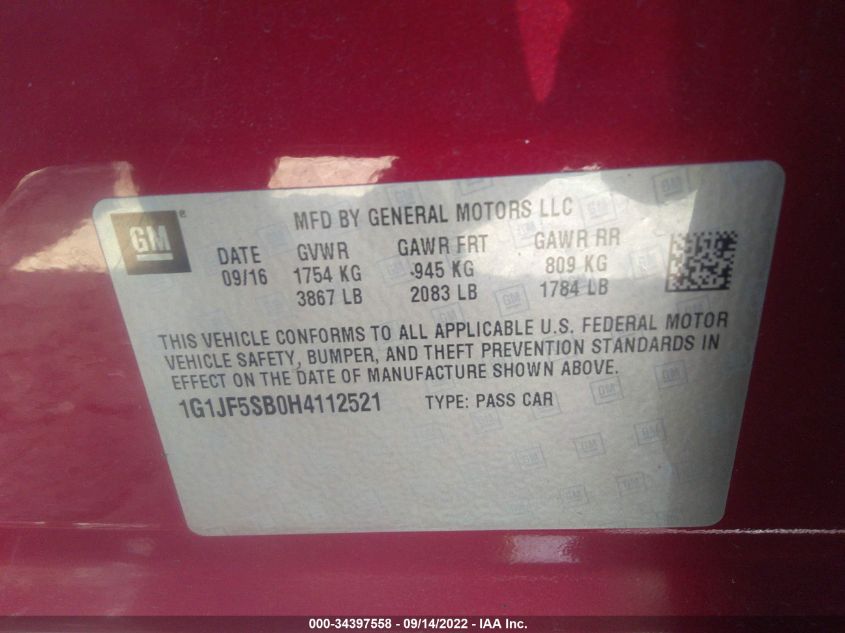 GM ®
MFD BY GENERAL MOTORS LLC
DATE GVWR GAWR FRT GAWR RR
09/16 1754 KG 945 KG 809 KG
3867 LB 2083 LB 1784 LB
THIS VEHICLE CONFORMS TO ALL APPLICABLE U.S. FEDERAL MOTOR
VEHICLE SAFETY, BUMPER, AND THEFT PREVENTION STANDARDS IN
EFFECT ON THE DATE OF MANUFACTURE SHOWN ABOVE.
1G1JF5SB0H4112521 TYPE: PASS CAR
000-34397558 - 09/14/2022 - IAA Inc.